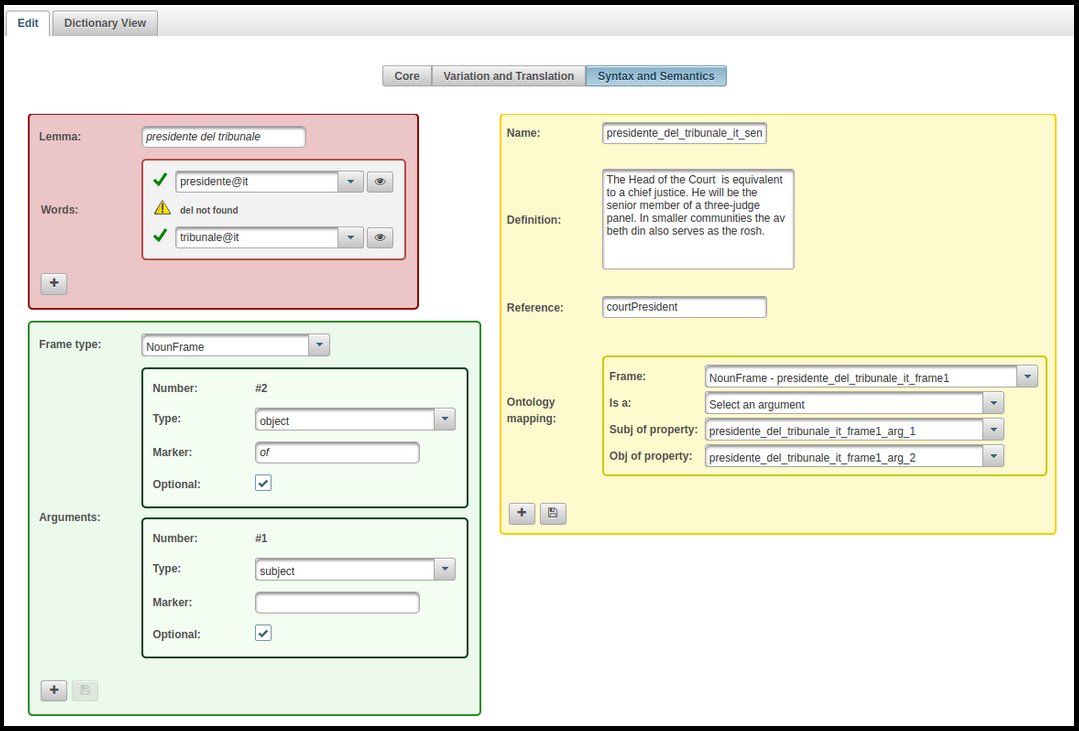 Edit Dictionary View
Core Variation and Translation Syntax and Semantics
Lemma: presidente del tribunale
Words:
presidente@it
del not found
tribunale@it
+
Frame type: NounFrame
Arguments:
Number: #2
Type: object
Marker: of
Optional:
Number: #1
Type: subject
Marker:
Optional:
+
Name: presidente_del_tribunale_it_sen
Definition:
The Head of the Court is equivalent
to a chief justice. He will be the
senior member of a three-judge
panel. In smaller communities the av
beth din also serves as the rosh.
Reference: courtPresident
Ontology
mapping:
Frame: NounFrame - presidente_del_tribunale_it_frame1
Is a: Select an argument
Subj of property: presidente_del_tribunale_it_frame1_arg_1
Obj of property: presidente_del_tribunale_it_frame1_arg_2
+